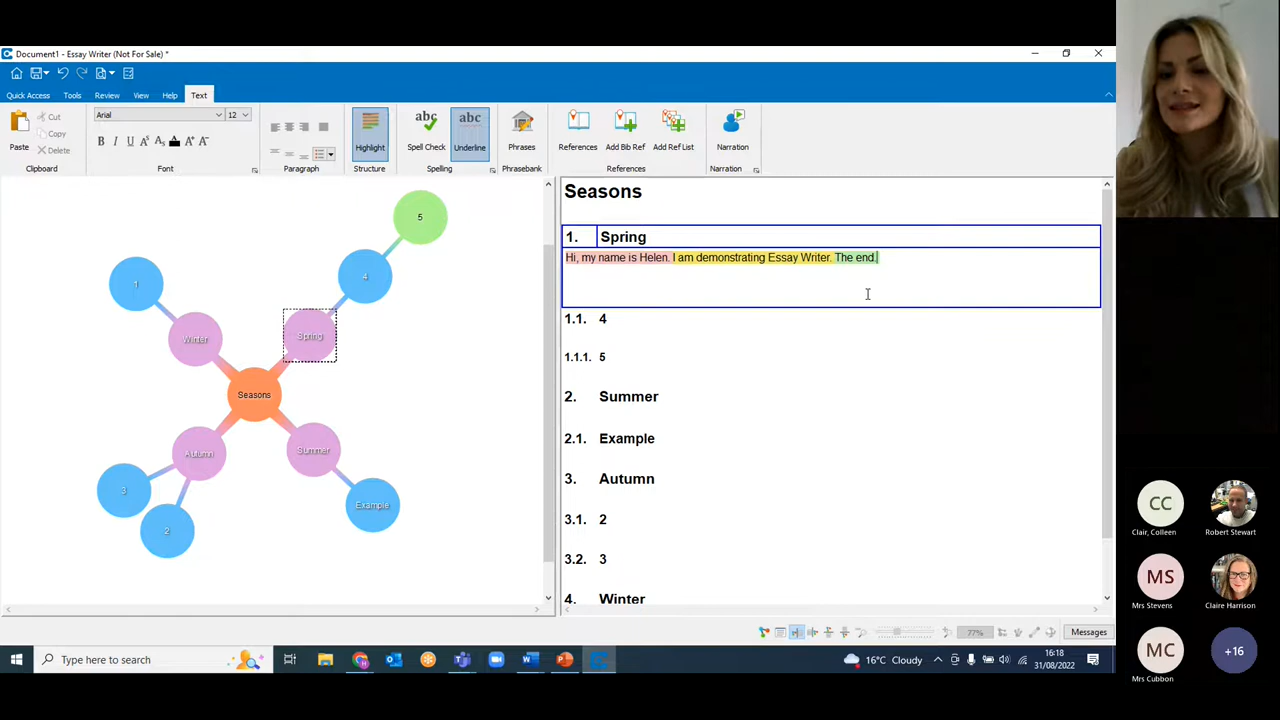 Document1 - Essay Writer (Not For Sale) *
Quick Access Tools Review View Help Text
Paste
Cut
Copy
Delete
Clipboard
Arial 12
B I U A A A A A
Font
Paragraph
Highlight
Structure
abc
Spell Check
abc
Underline
Spelling
Phrases
Phrasebank
References
Add Bib Ref
Add Ref List
References
Narration
Narration
5
4
1
Spring
Winter
Seasons
Autumn
Summer
3
2
Example
Seasons
1. Spring
Hi, my name is Helen. I am demonstrating Essay Writer. The end.
1.1. 4
1.1.1. 5
2. Summer
2.1. Example
3. Autumn
3.1. 2
3.2. 3
4. Winter
77%
Messages
Type here to search
16°C Cloudy
16:18
31/08/2022
CC
Clair, Colleen
Robert Stewart
MS
Mrs Stevens
Claire Harrison
MC
Mrs Cubbon
+16